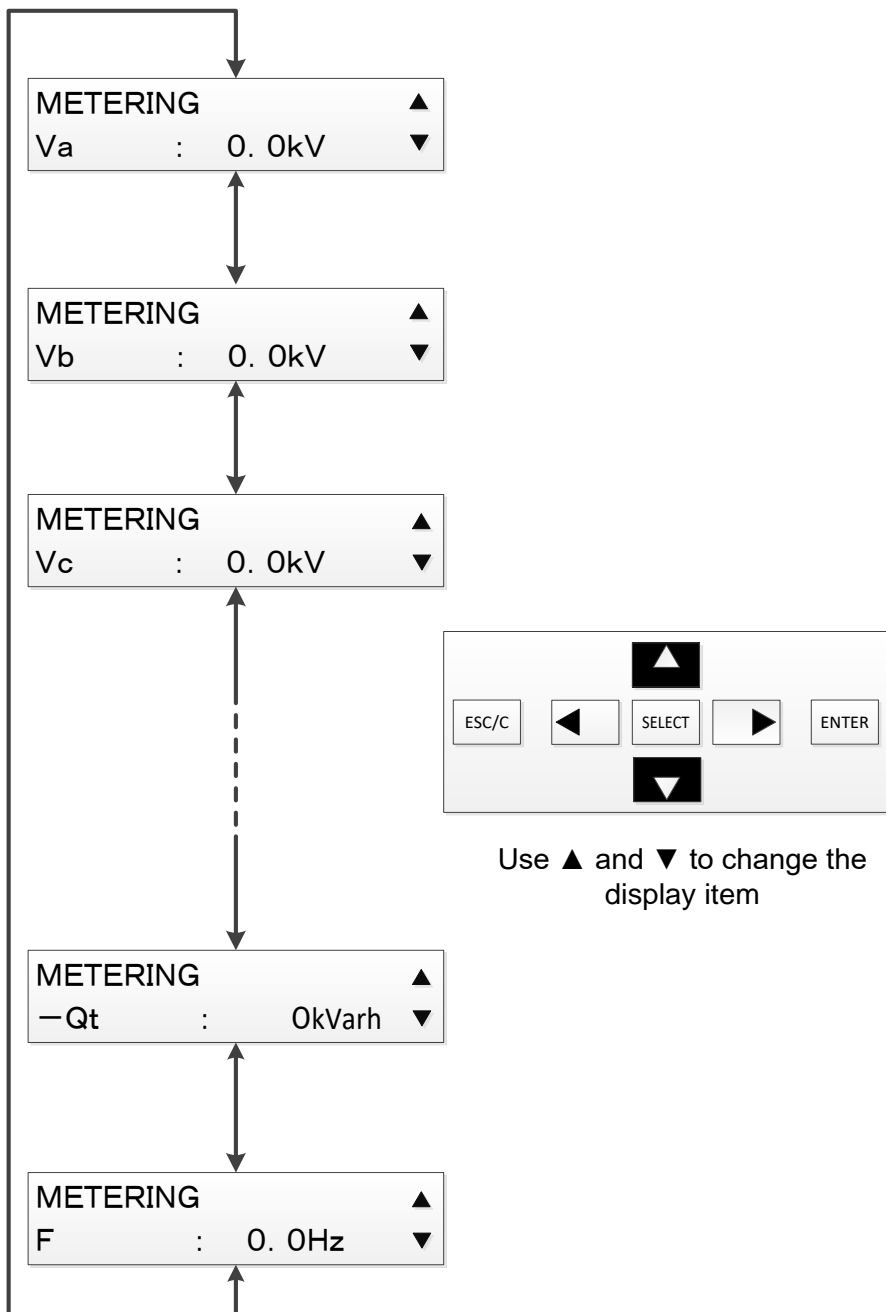 METERING ▲
Va : 0. 0kV ▼
METERING ▲
Vb : 0. 0kV ▼
METERING ▲
Vc : 0. 0kV ▼
ESC/C ◀ SELECT ▶ ENTER
Use ▲ and ▼ to change the
display item
METERING ▲
－Qt : 0kVarh ▼
METERING ▲
F : 0. 0Hz ▼